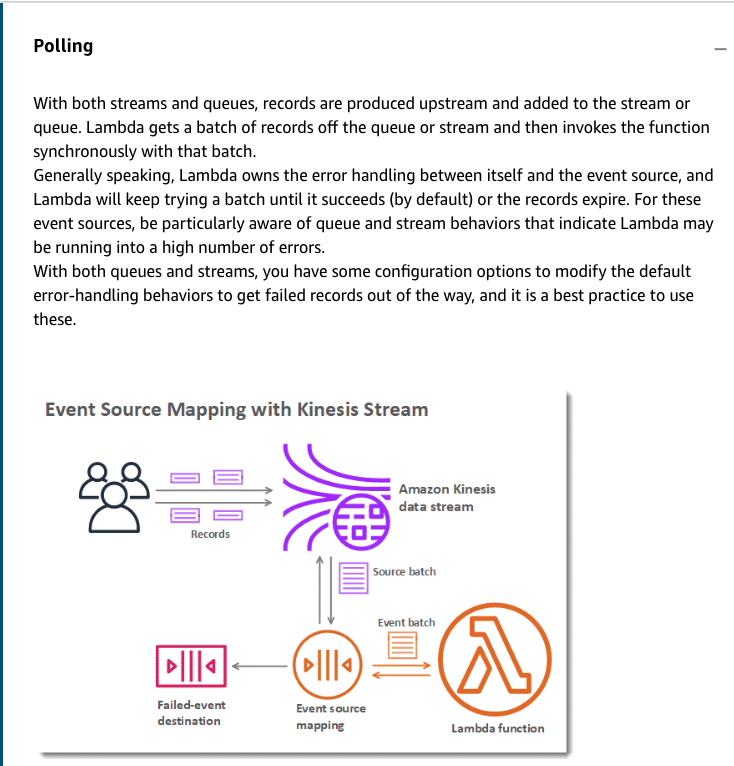 Polling
With both streams and queues, records are produced upstream and added to the stream or
queue. Lambda gets a batch of records off the queue or stream and then invokes the function
synchronously with that batch.
Generally speaking, Lambda owns the error handling between itself and the event source, and
Lambda will keep trying a batch until it succeeds (by default) or the records expire. For these
event sources, be particularly aware of queue and stream behaviors that indicate Lambda may
be running into a high number of errors.
With both queues and streams, you have some configuration options to modify the default
error-handling behaviors to get failed records out of the way, and it is a best practice to use
these.
Event Source Mapping with Kinesis Stream
Amazon Kinesis
data stream
Records
Source batch
Event batch
Failed-event
destination
Event source
mapping
Lambda function